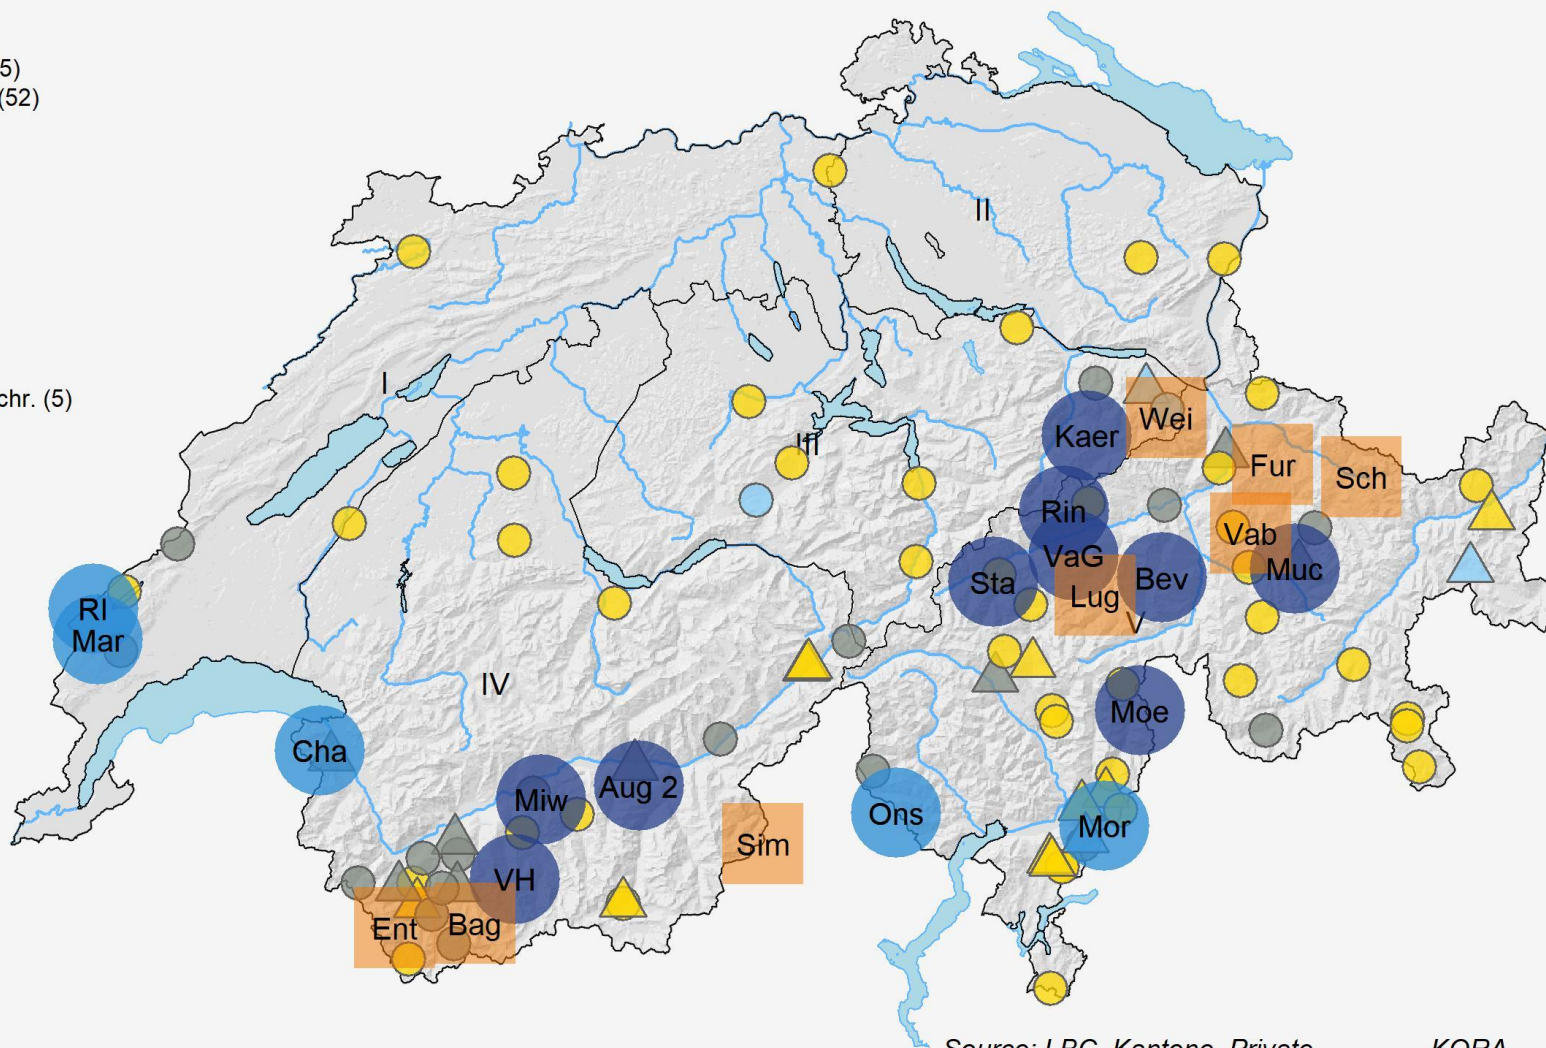 5)
(52)
chr. (5)
I
II
III
IV
V
Kaer
Wei
Fur
Sch
Rin
Vab
VaG
Sta
Lug
Bev
Muc
RI
Mar
Moe
Cha
Miw
Aug 2
Ons
Mor
Sim
VH
Ent
Bag
Source: LBC, Kantone, Private
KORA